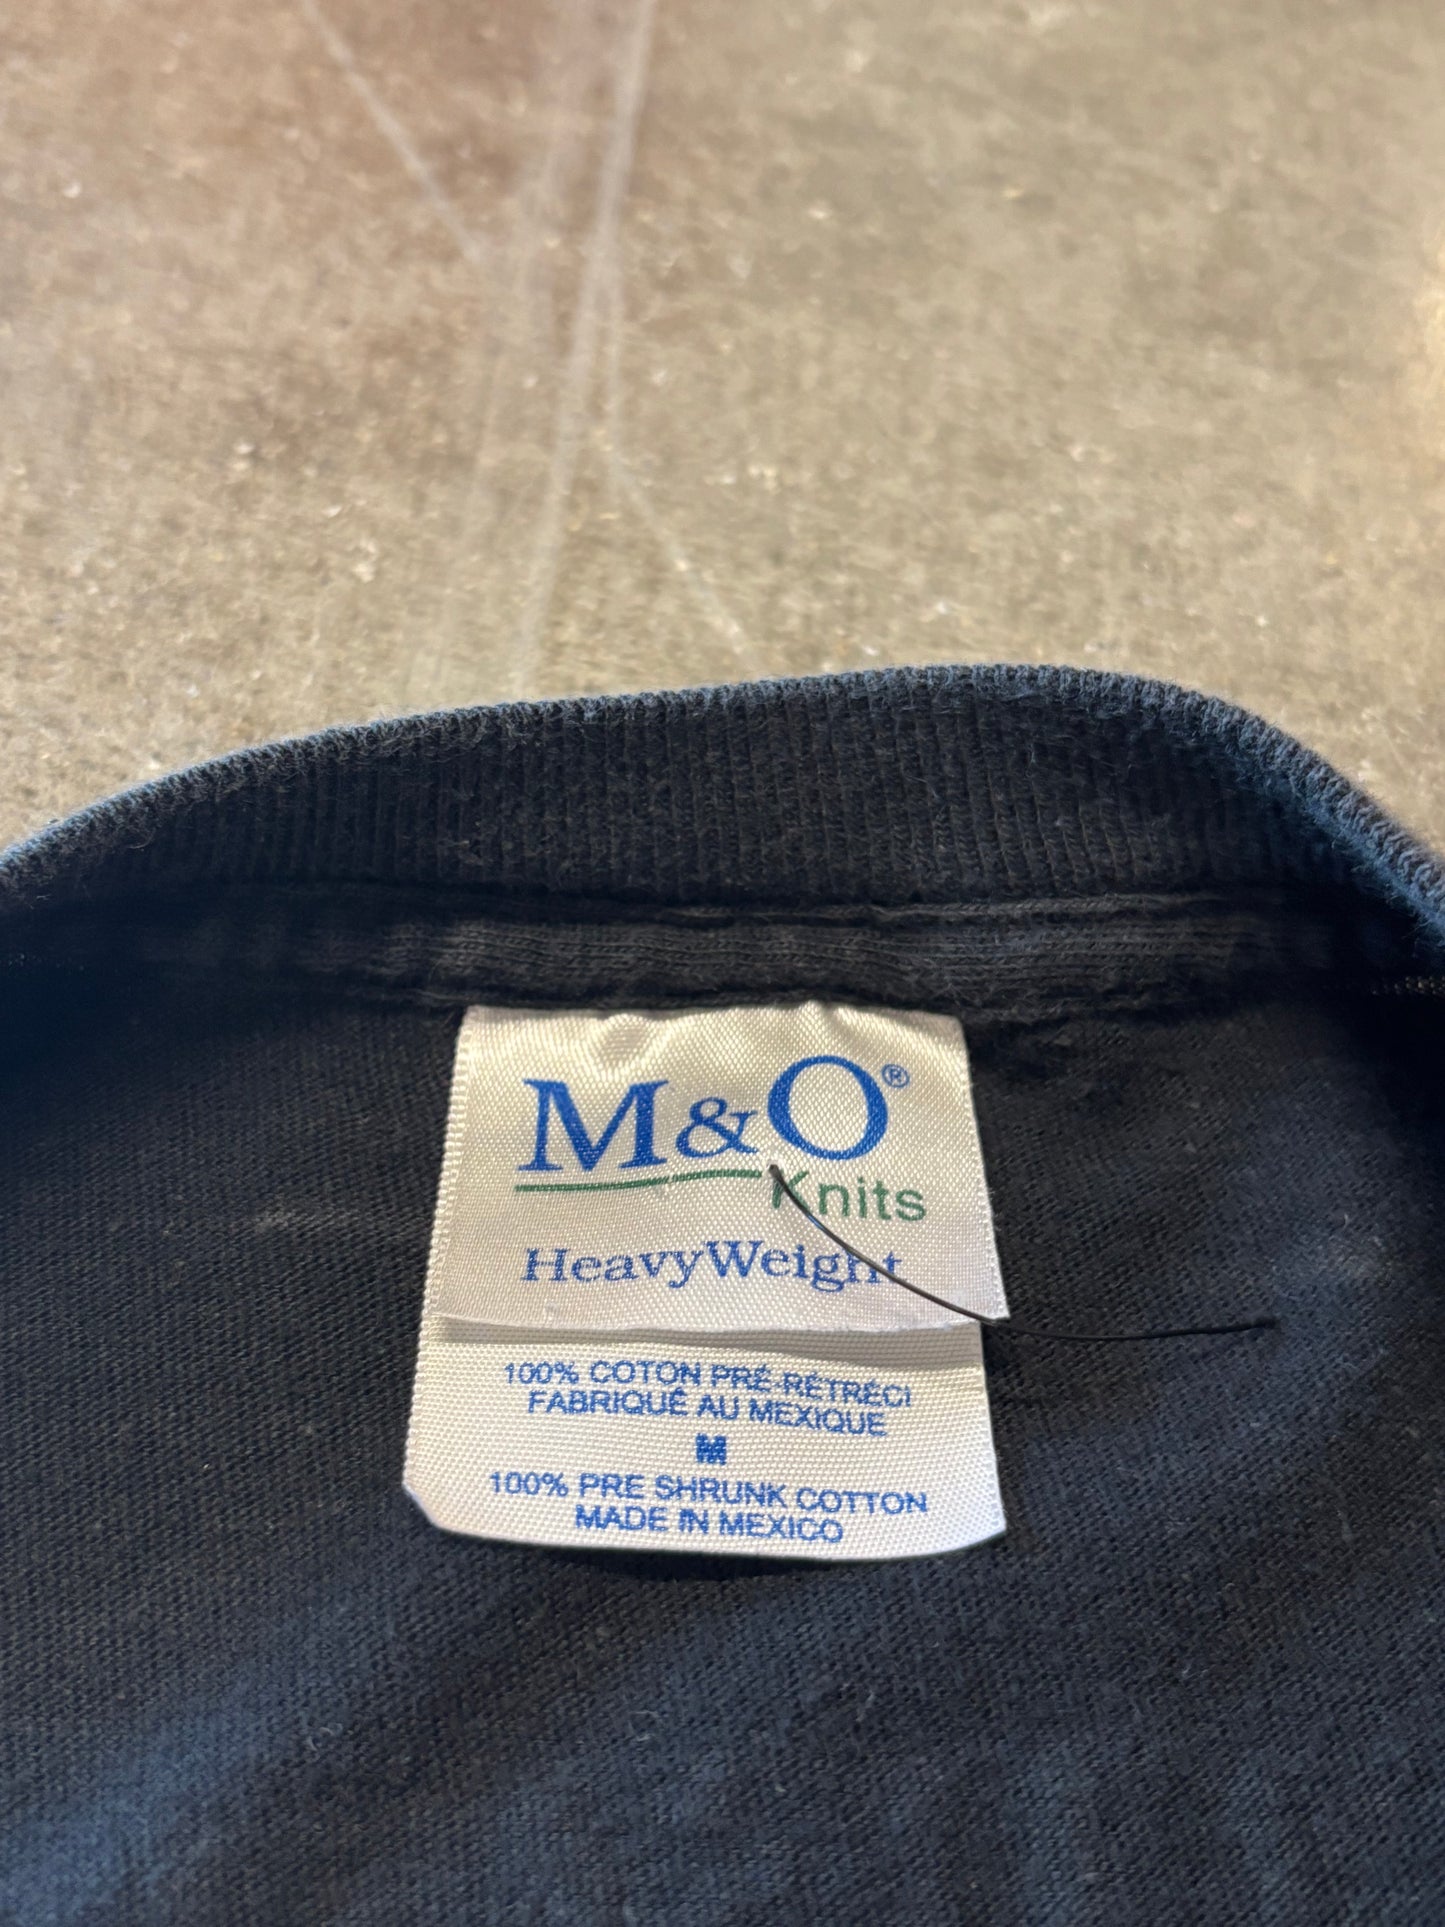 M&O®
Knits
HeavyWeight
100% COTON PRÉ-RÉTRÉCI
FABRIQUÉ AU MEXIQUE
M
100% PRE SHRUNK COTTON
MADE IN MEXICO